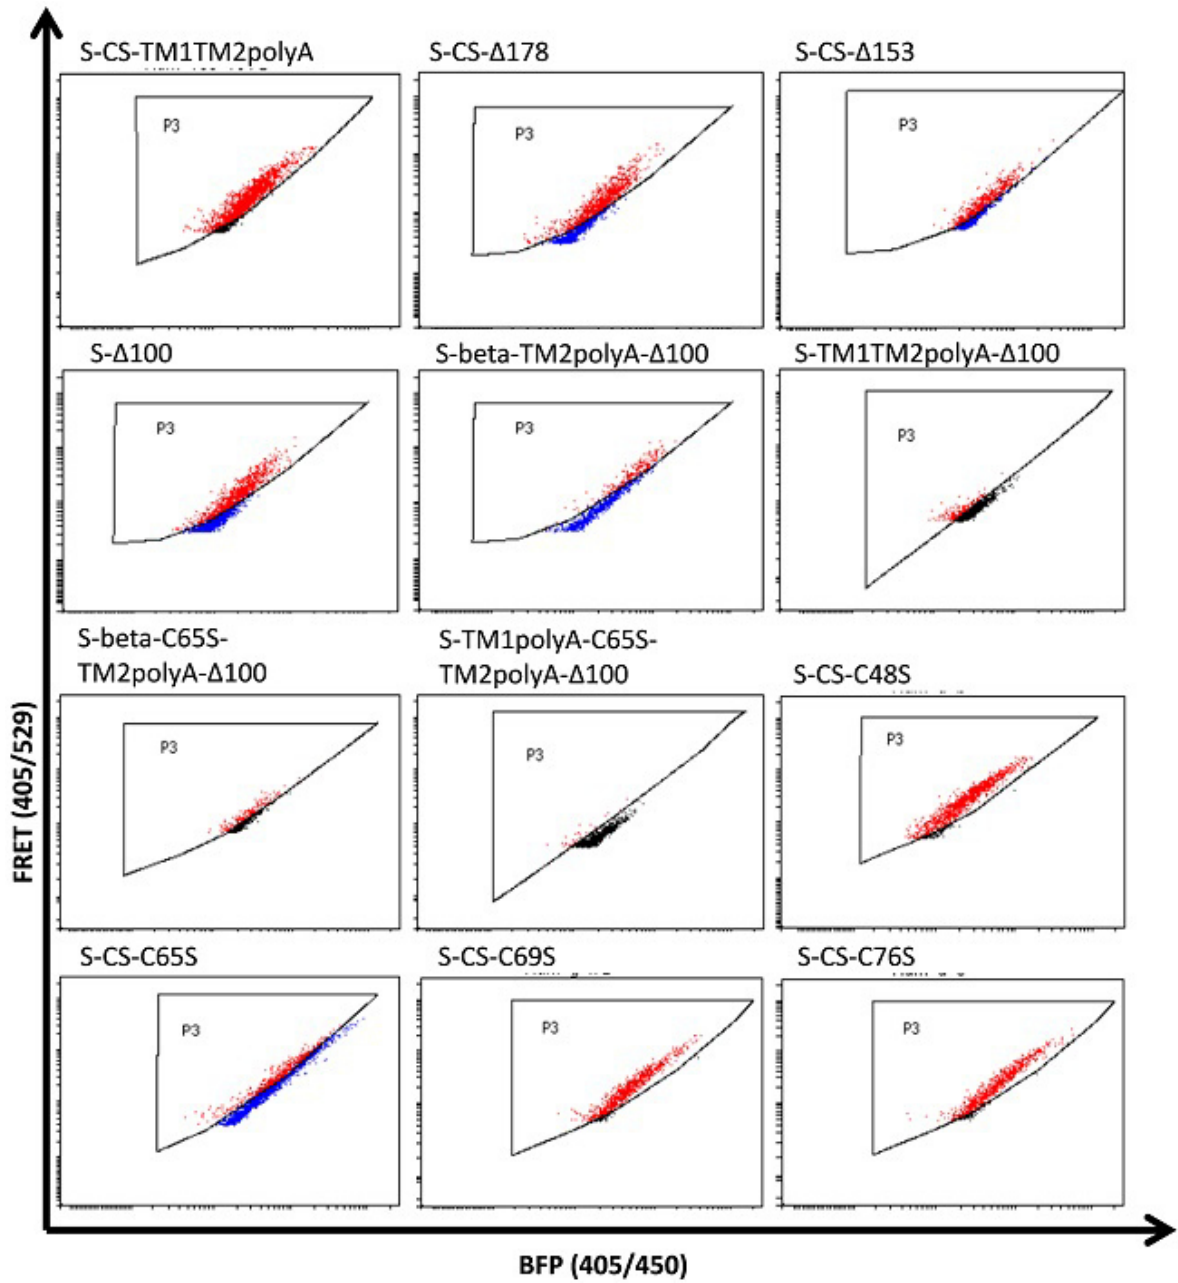 S-CS-TM1TM2polyA
S-CS-Δ178
S-CS-Δ153
P3
P3
P3
S-Δ100
S-beta-TM2polyA-Δ100
S-TM1TM2polyA-Δ100
P3
P3
P3
S-beta-C65S-
TM2polyA-Δ100
S-TM1polyA-C65S-
TM2polyA-Δ100
S-CS-C48S
P3
P3
P3
S-CS-C65S
S-CS-C69S
S-CS-C76S
P3
P3
P3
FRET (405/529)
BFP (405/450)